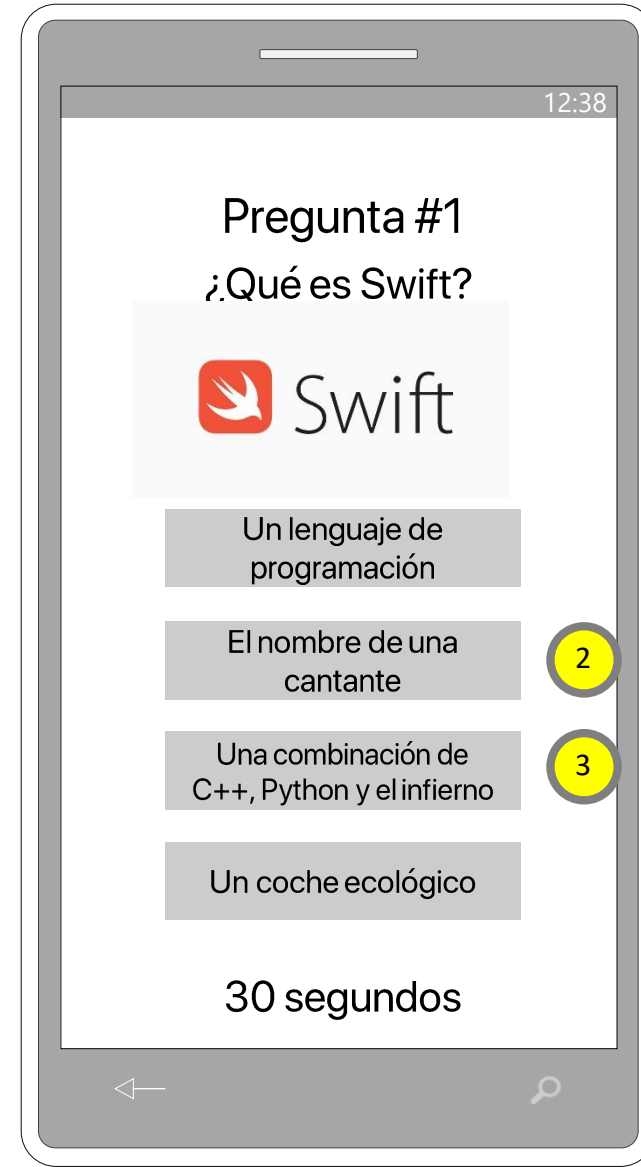 12:38
Pregunta #1
¿Qué es Swift?
Swift
Un lenguaje de
programación
El nombre de una
cantante
2
Una combinación de
C++, Python y el infierno
3
Un coche ecológico
30 segundos